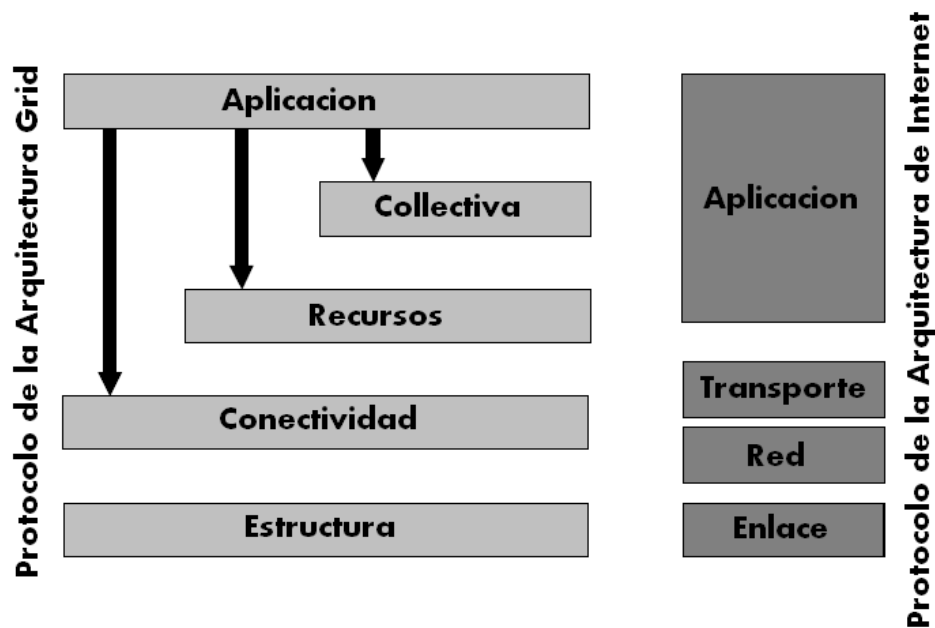 Protocolo de la Arquitectura Grid
Aplicacion
Collectiva
Recursos
Conectividad
Estructura
Aplicacion
Transporte
Red
Enlace
Protocolo de la Arquitectura de Internet